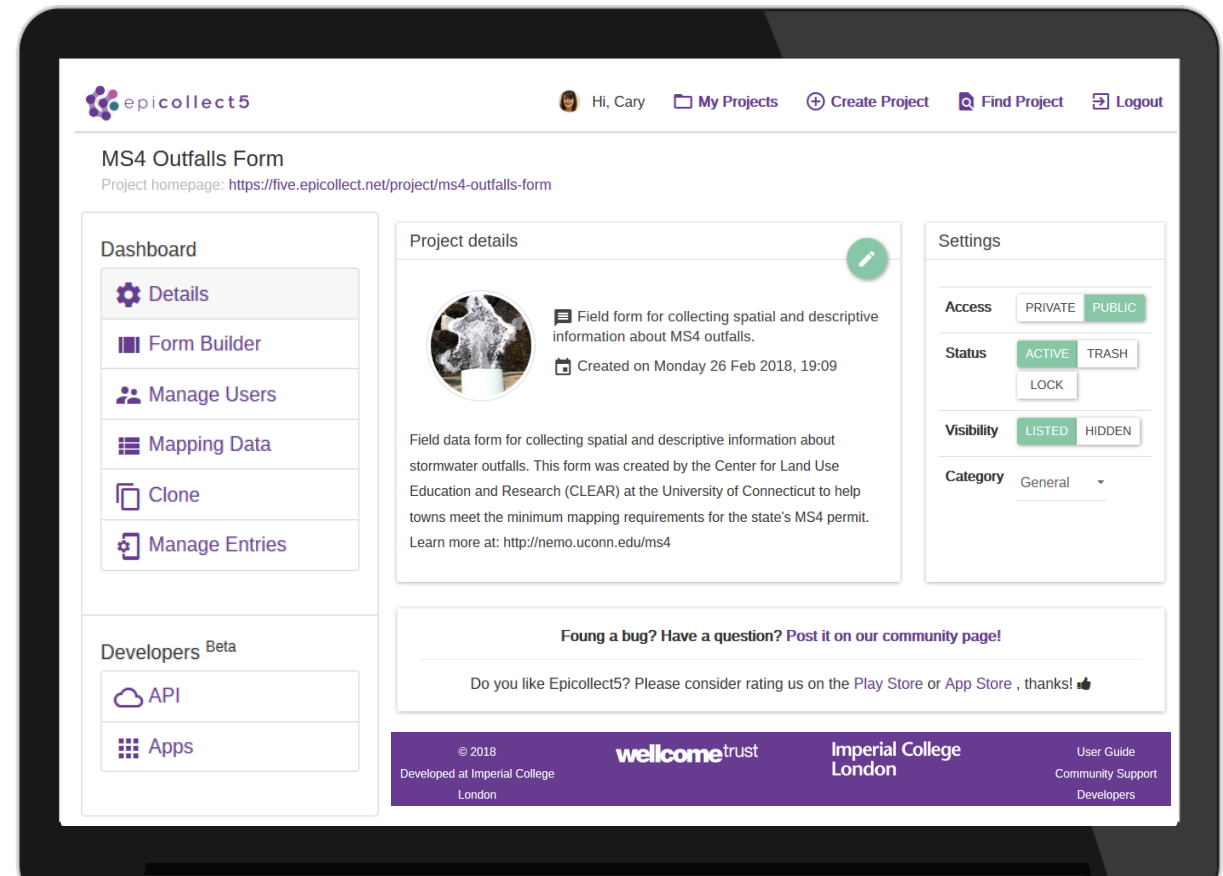 epicollect5
Hi, Cary
My Projects
Create Project
Find Project
Logout
MS4 Outfalls Form
Project homepage: https://five.epicollect.net/project/ms4-outfalls-form
Dashboard
Details
Form Builder
Manage Users
Mapping Data
Clone
Manage Entries
Developers Beta
API
Apps
Project details
Field form for collecting spatial and descriptive
information about MS4 outfalls.
Created on Monday 26 Feb 2018, 19:09
Field data form for collecting spatial and descriptive information about
stormwater outfalls. This form was created by the Center for Land Use
Education and Research (CLEAR) at the University of Connecticut to help
towns meet the minimum mapping requirements for the state's MS4 permit.
Learn more at: http://nemo.uconn.edu/ms4
Settings
Access PRIVATE PUBLIC
Status ACTIVE TRASH
LOCK
Visibility LISTED HIDDEN
Category General
Foung a bug? Have a question? Post it on our community page!
Do you like Epicollect5? Please consider rating us on the Play Store or App Store , thanks!
© 2018
Developed at Imperial College
London
wellcometrust
Imperial College
London
User Guide
Community Support
Developers